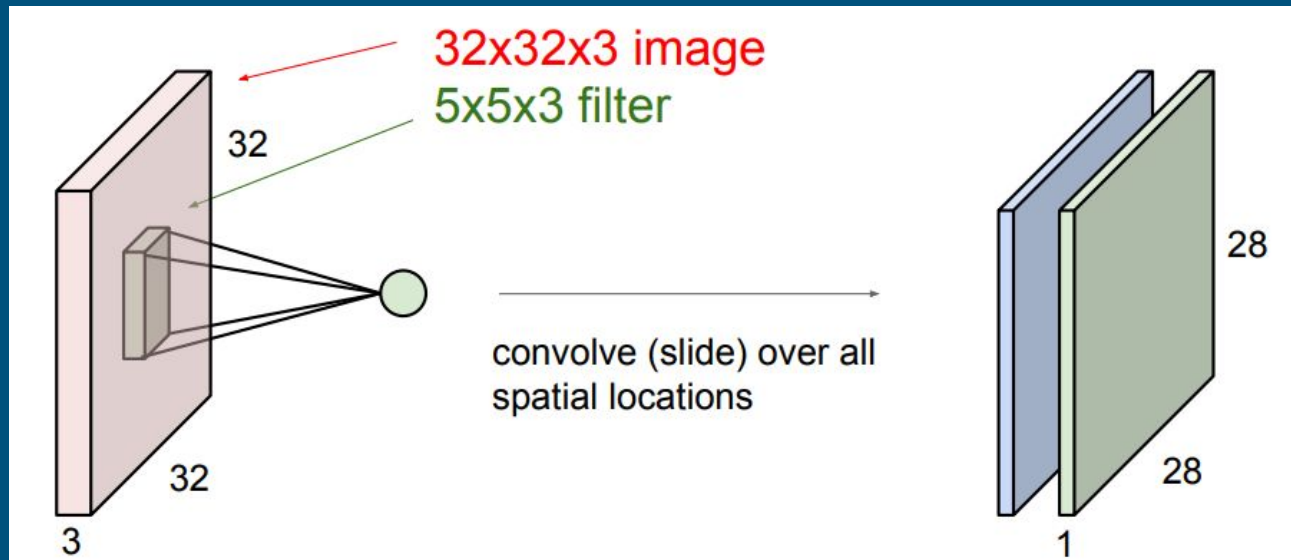 32x32x3 image
5x5x3 filter
32
32
3
convolve (slide) over all
spatial locations
28
28
1